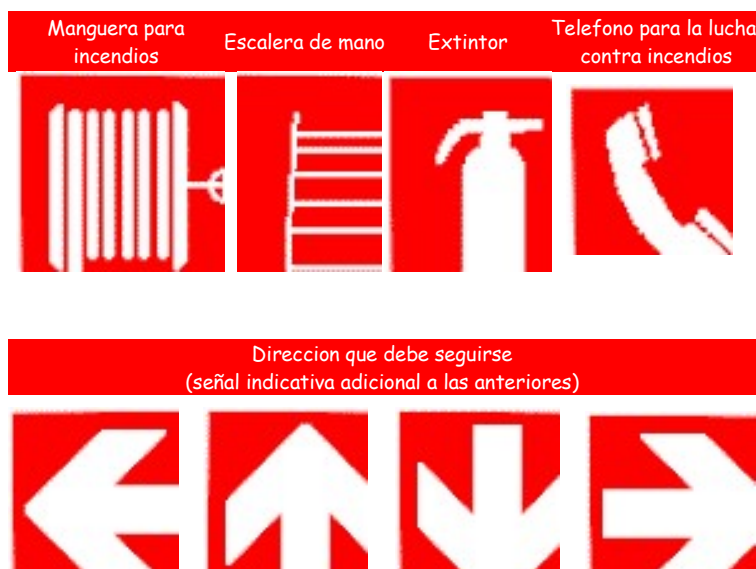 Manguera para
incendios
Escalera de mano
Extintor
Telefono para la lucha
contra incendios
Direccion que debe seguirse
(señal indicativa adicional a las anteriores)